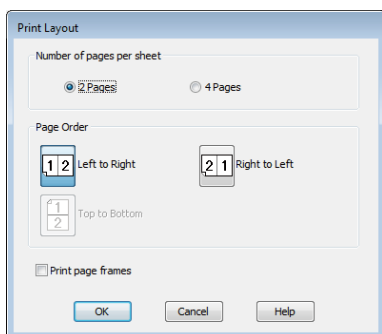 Print Layout
Number of pages per sheet
2 Pages 4 Pages
Page Order
1 2 Left to Right 2 1 Right to Left
1
2 Top to Bottom
Print page frames
OK Cancel Help